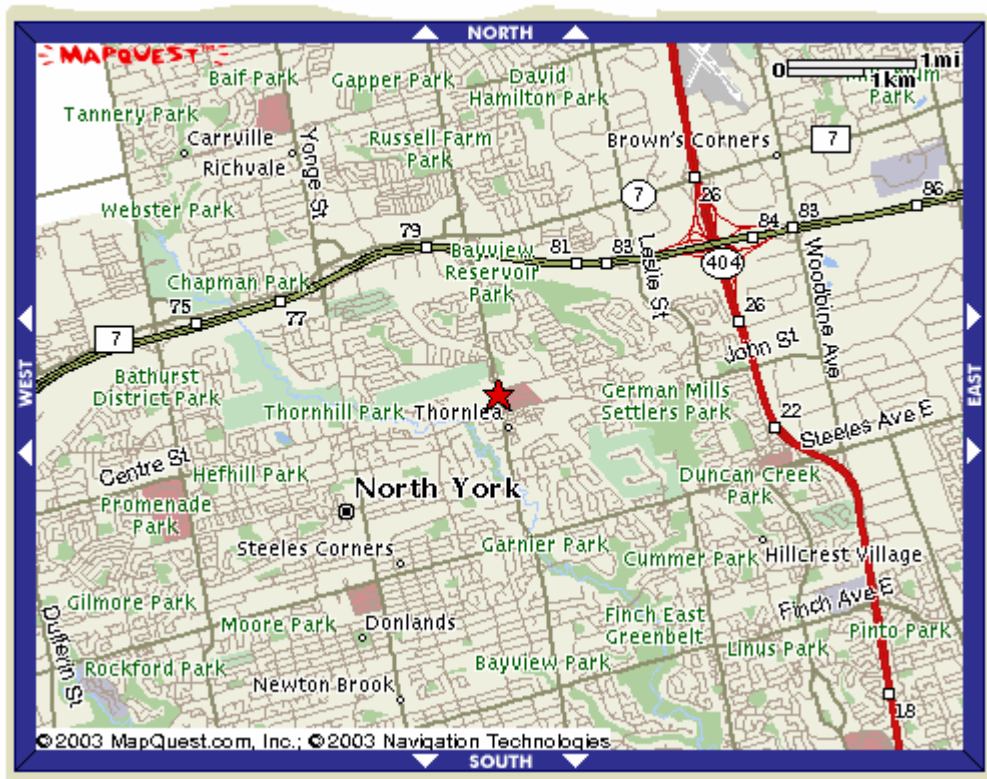 NORTH
MAPQUEST
0 1mi
1km
Baif Park
Gapper Park
David
Hamilton Park
Park
Tannery Park
Carrville
Richvale
Yonge St
Russell Farm
Park
Brown's Corners
7
7
26
Webster Park
79
81
83
84
83
86
Leslie St
404
Woodbine Ave
Bayview
Reservoir
Park
Chapman Park
75
77
26
7
John St
WEST
EAST
Bathurst
District Park
Thornhill Park
Thornlea
German Mills
Settlers Park
22
Steeles Ave E
Centre St
Hefhill Park
Promenade
Park
North York
Duncan Creek
Park
Steeles Corners
Garnier Park
Cummer Park
Hillcrest Village
Gilmore Park
Moore Park
Donlands
Finch East
Greenbelt
Finch Ave E
Linus Park
Pinto Park
Dufferin St
Rockford Park
Newton Brook
Bayview Park
18
©2003 MapQuest.com, Inc.; ©2003 Navigation Technologies
SOUTH